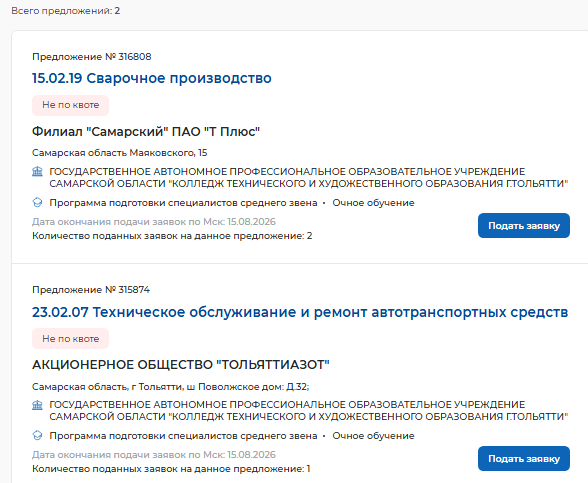 Всего предложений: 2
Предложение № 316808
15.02.19 Сварочное производство
Не по квоте
Филиал "Самарский" ПАО "Т Плюс"
Самарская область Маяковского, 15
ГОСУДАРСТВЕННОЕ АВТОНОМНОЕ ПРОФЕССИОНАЛЬНОЕ ОБРАЗОВАТЕЛЬНОЕ УЧРЕЖДЕНИЕ
САМАРСКОЙ ОБЛАСТИ "КОЛЛЕДЖ ТЕХНИЧЕСКОГО И ХУДОЖЕСТВЕННОГО ОБРАЗОВАНИЯ Г.ТОЛЬЯТТИ"
Программа подготовки специалистов среднего звена • Очное обучение
Дата окончания подачи заявок по Мск: 15.08.2026
Количество поданных заявок на данное предложение: 2
Подать заявку
Предложение № 315874
23.02.07 Техническое обслуживание и ремонт автотранспортных средств
Не по квоте
АКЦИОНЕРНОЕ ОБЩЕСТВО "ТОЛЬЯТТИАЗОТ"
Самарская область, г Тольятти, ш Поволжское дом: Д.32;
ГОСУДАРСТВЕННОЕ АВТОНОМНОЕ ПРОФЕССИОНАЛЬНОЕ ОБРАЗОВАТЕЛЬНОЕ УЧРЕЖДЕНИЕ
САМАРСКОЙ ОБЛАСТИ "КОЛЛЕДЖ ТЕХНИЧЕСКОГО И ХУДОЖЕСТВЕННОГО ОБРАЗОВАНИЯ Г.ТОЛЬЯТТИ"
Программа подготовки специалистов среднего звена • Очное обучение
Дата окончания подачи заявок по Мск: 15.08.2026
Количество поданных заявок на данное предложение: 1
Подать заявку